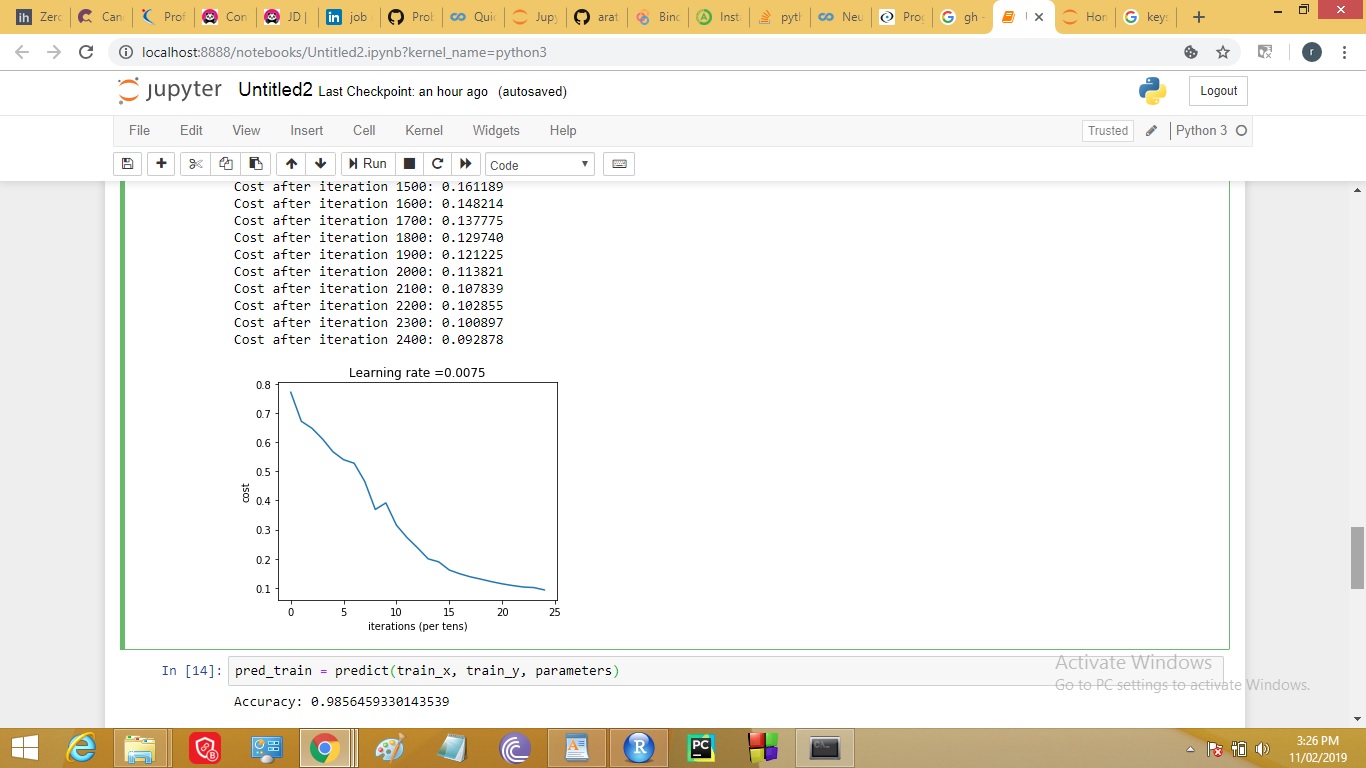 Zerc
Can
Prof
Con
JD |
job
Prol
Quic
Jupy
arat
Binc
Inst
pyth
Neu
Prog
gh -
Hon
keys
localhost:8888/notebooks/Untitled2.ipynb?kernel_name=python3
r
jupyter Untitled2 Last Checkpoint: an hour ago (autosaved)
Logout
File Edit View Insert Cell Kernel Widgets Help
Trusted Python 3
Run Code
Cost after iteration 1500: 0.161189
Cost after iteration 1600: 0.148214
Cost after iteration 1700: 0.137775
Cost after iteration 1800: 0.129740
Cost after iteration 1900: 0.121225
Cost after iteration 2000: 0.113821
Cost after iteration 2100: 0.107839
Cost after iteration 2200: 0.102855
Cost after iteration 2300: 0.100897
Cost after iteration 2400: 0.092878
Learning rate =0.0075
0.8
0.7
0.6
0.5
0.4
0.3
0.2
0.1
cost
0 5 10 15 20 25
iterations (per tens)
In [14]: pred_train = predict(train_x, train_y, parameters)
Accuracy: 0.9856459330143539
Activate Windows
Go to PC settings to activate Windows.
3:26 PM
11/02/2019